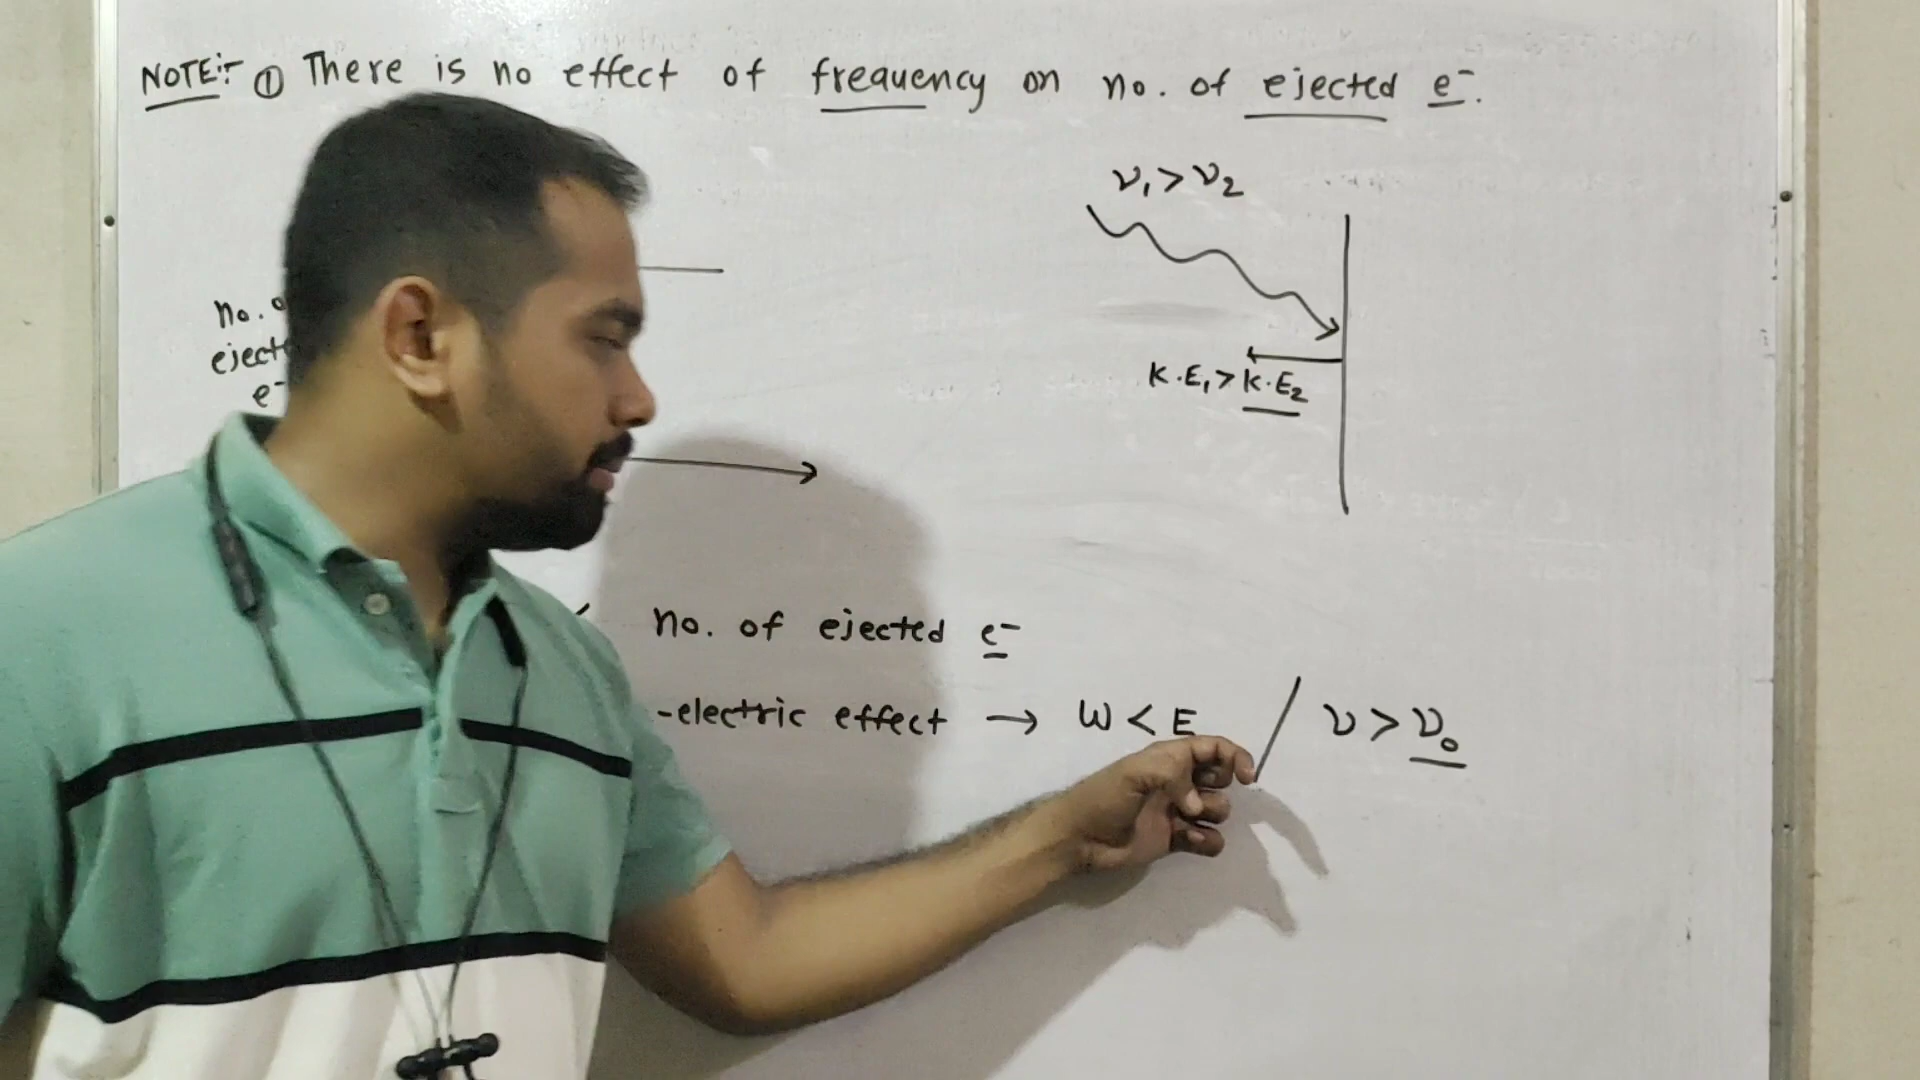 NOTE:- ① There is no effect of frequency on no. of ejected e⁻.
ν₁ > ν₂
no.
e⁻
K.E₁ > K.E₂
no. of ejected e⁻
-electric effect → W < E / ν > ν₀